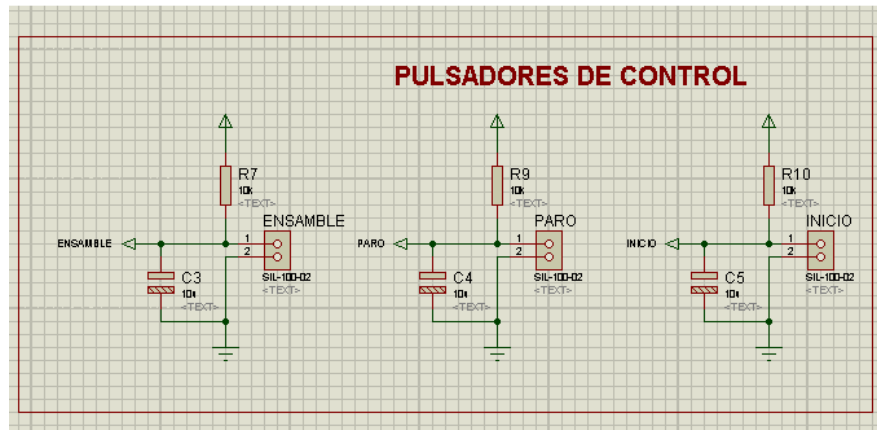 PULSADORES DE CONTROL
R7
10k
<TEXT>
ENSAMBLE
ENSAMBLE
1
2
C3
10u
<TEXT>
SIL-100-02
<TEXT>
R9
10k
<TEXT>
PARO
PARO
1
2
C4
10u
<TEXT>
SIL-100-02
<TEXT>
R10
10k
<TEXT>
INICIO
INICIO
1
2
C5
10u
<TEXT>
SIL-100-02
<TEXT>